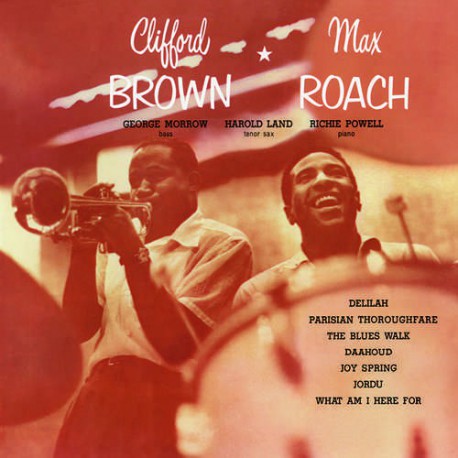 Clifford Max
BROWN ★ ROACH
GEORGE MORROW HAROLD LAND RICHIE POWELL
bass tenor sax piano
DELILAH
PARISIAN THOROUGHFARE
THE BLUES WALK
DAAHOUD
JOY SPRING
JORDU
WHAT AM I HERE FOR